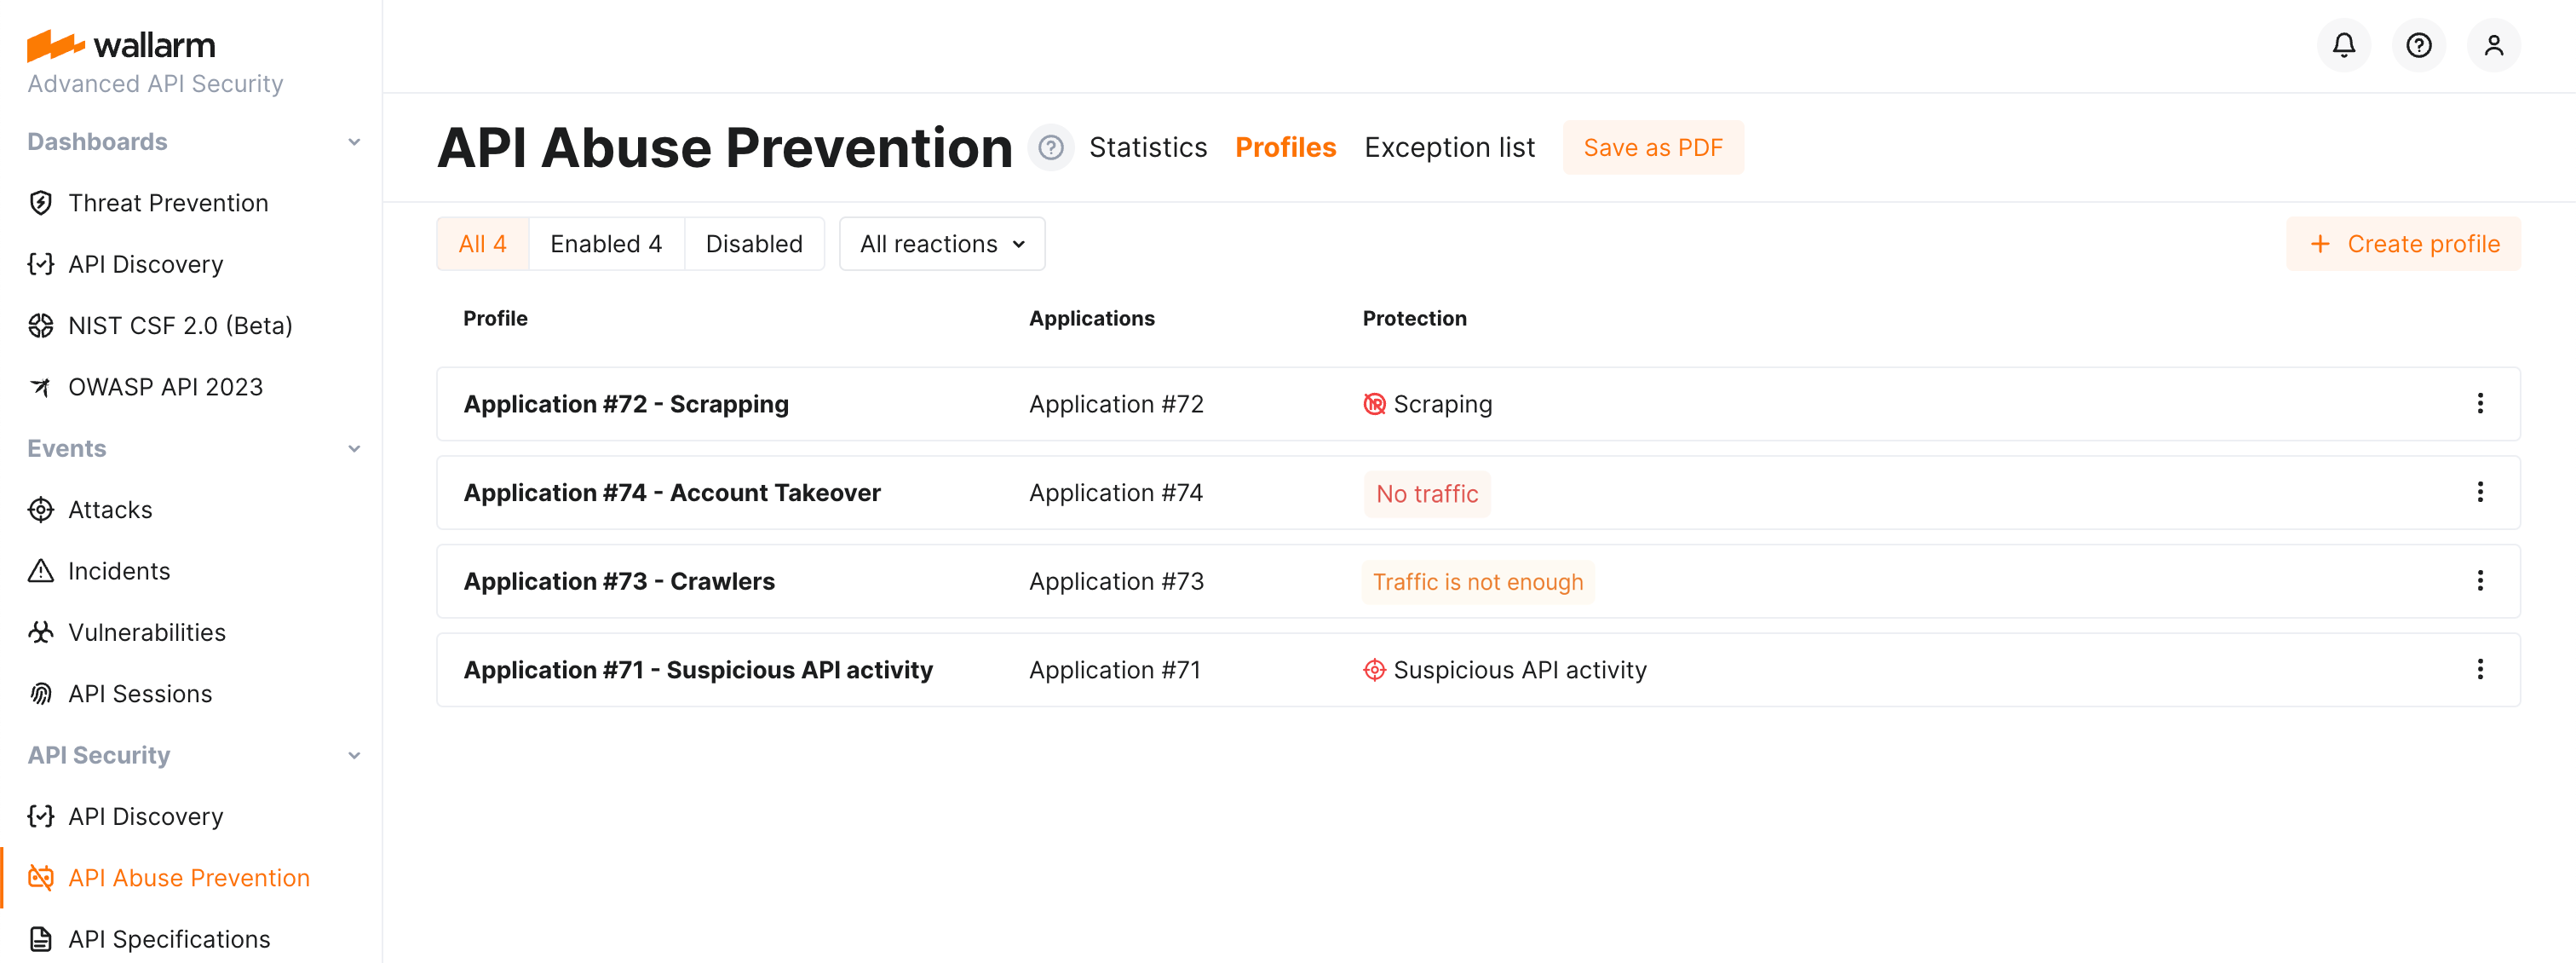 wallarm
Advanced API Security
Dashboards
Threat Prevention
API Discovery
NIST CSF 2.0 (Beta)
OWASP API 2023
Events
Attacks
Incidents
Vulnerabilities
API Sessions
API Security
API Discovery
API Abuse Prevention
API Specifications
API Abuse Prevention ? Statistics Profiles Exception list Save as PDF
All 4 Enabled 4 Disabled All reactions + Create profile
Profile Applications Protection
Application #72 - Scrapping Application #72 Scraping
Application #74 - Account Takeover Application #74 No traffic
Application #73 - Crawlers Application #73 Traffic is not enough
Application #71 - Suspicious API activity Application #71 Suspicious API activity